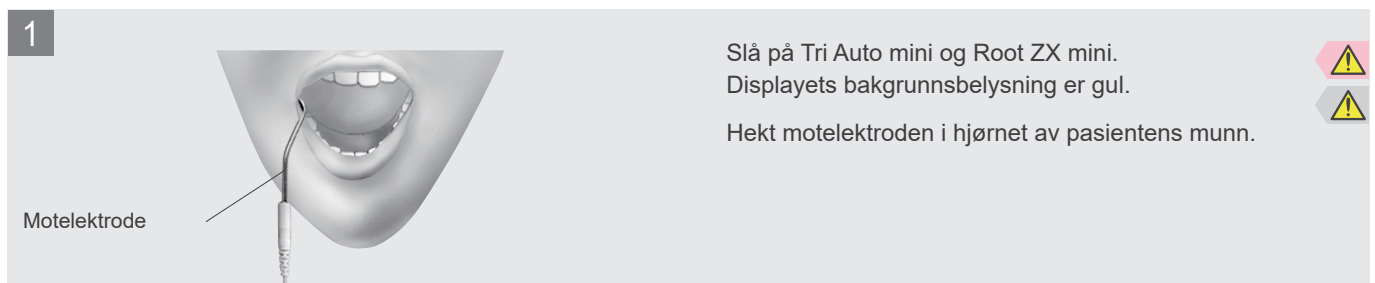 1
Slå på Tri Auto mini og Root ZX mini.
Displayets bakgrunnsbelysning er gul.
Hekt motelektroden i hjørnet av pasientens munn.
Motelektrode